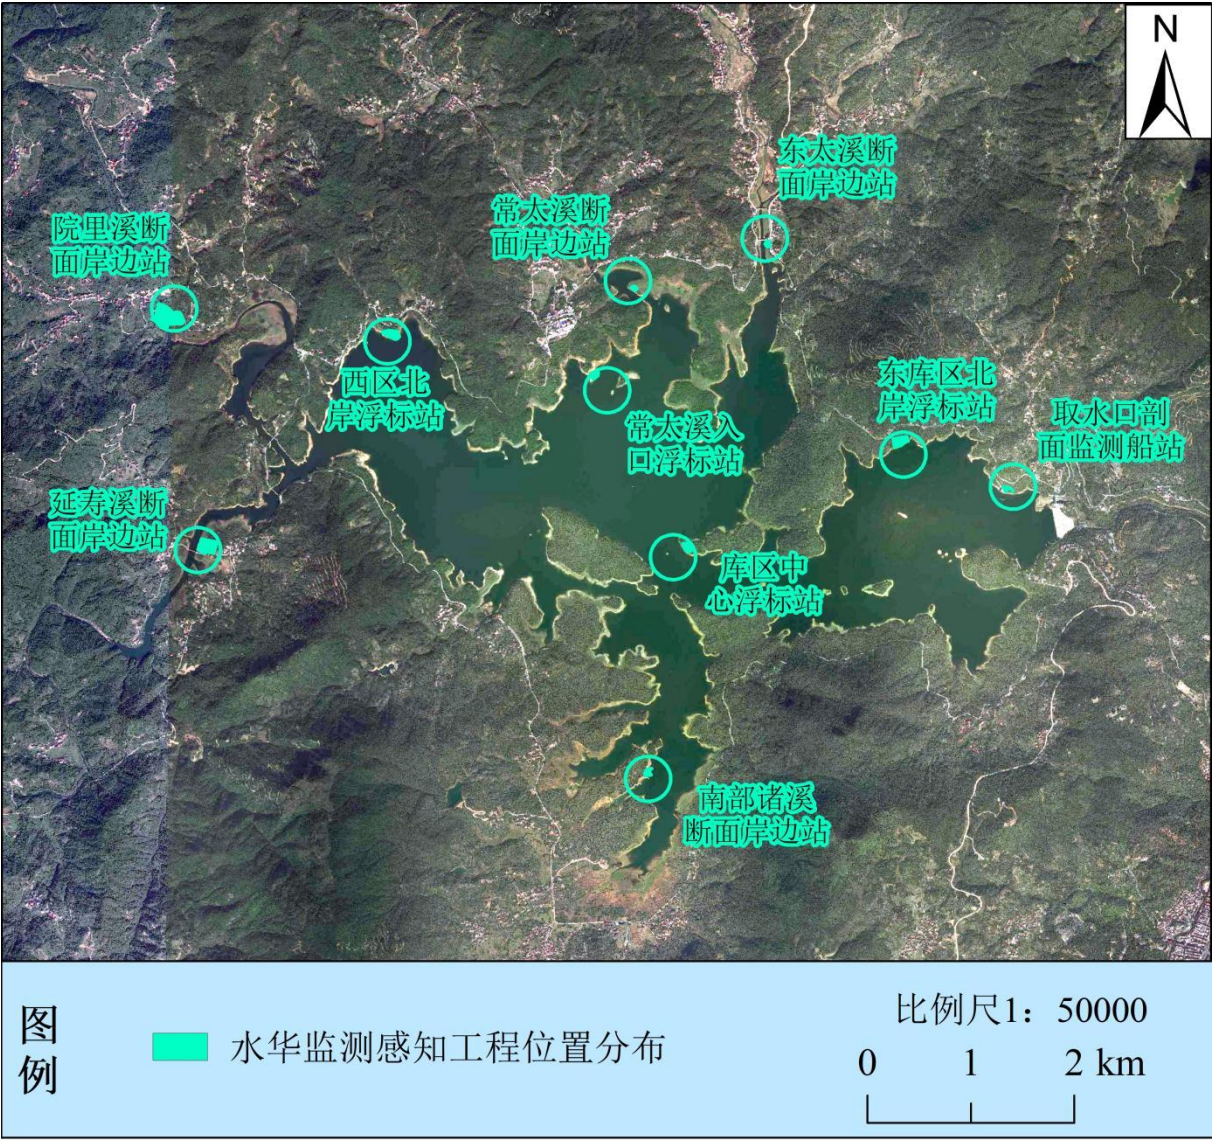 N
东太溪断
面岸边站
常太溪断
面岸边站
院里溪断
面岸边站
西区北
岸浮标站
东库区北
岸浮标站
常太溪入
口浮标站
取水口剖
面监测船站
延寿溪断
面岸边站
库区中
心浮标站
南部诸溪
断面岸边站
图
例
水华监测感知工程位置分布
比例尺1：50000
0 1 2 km